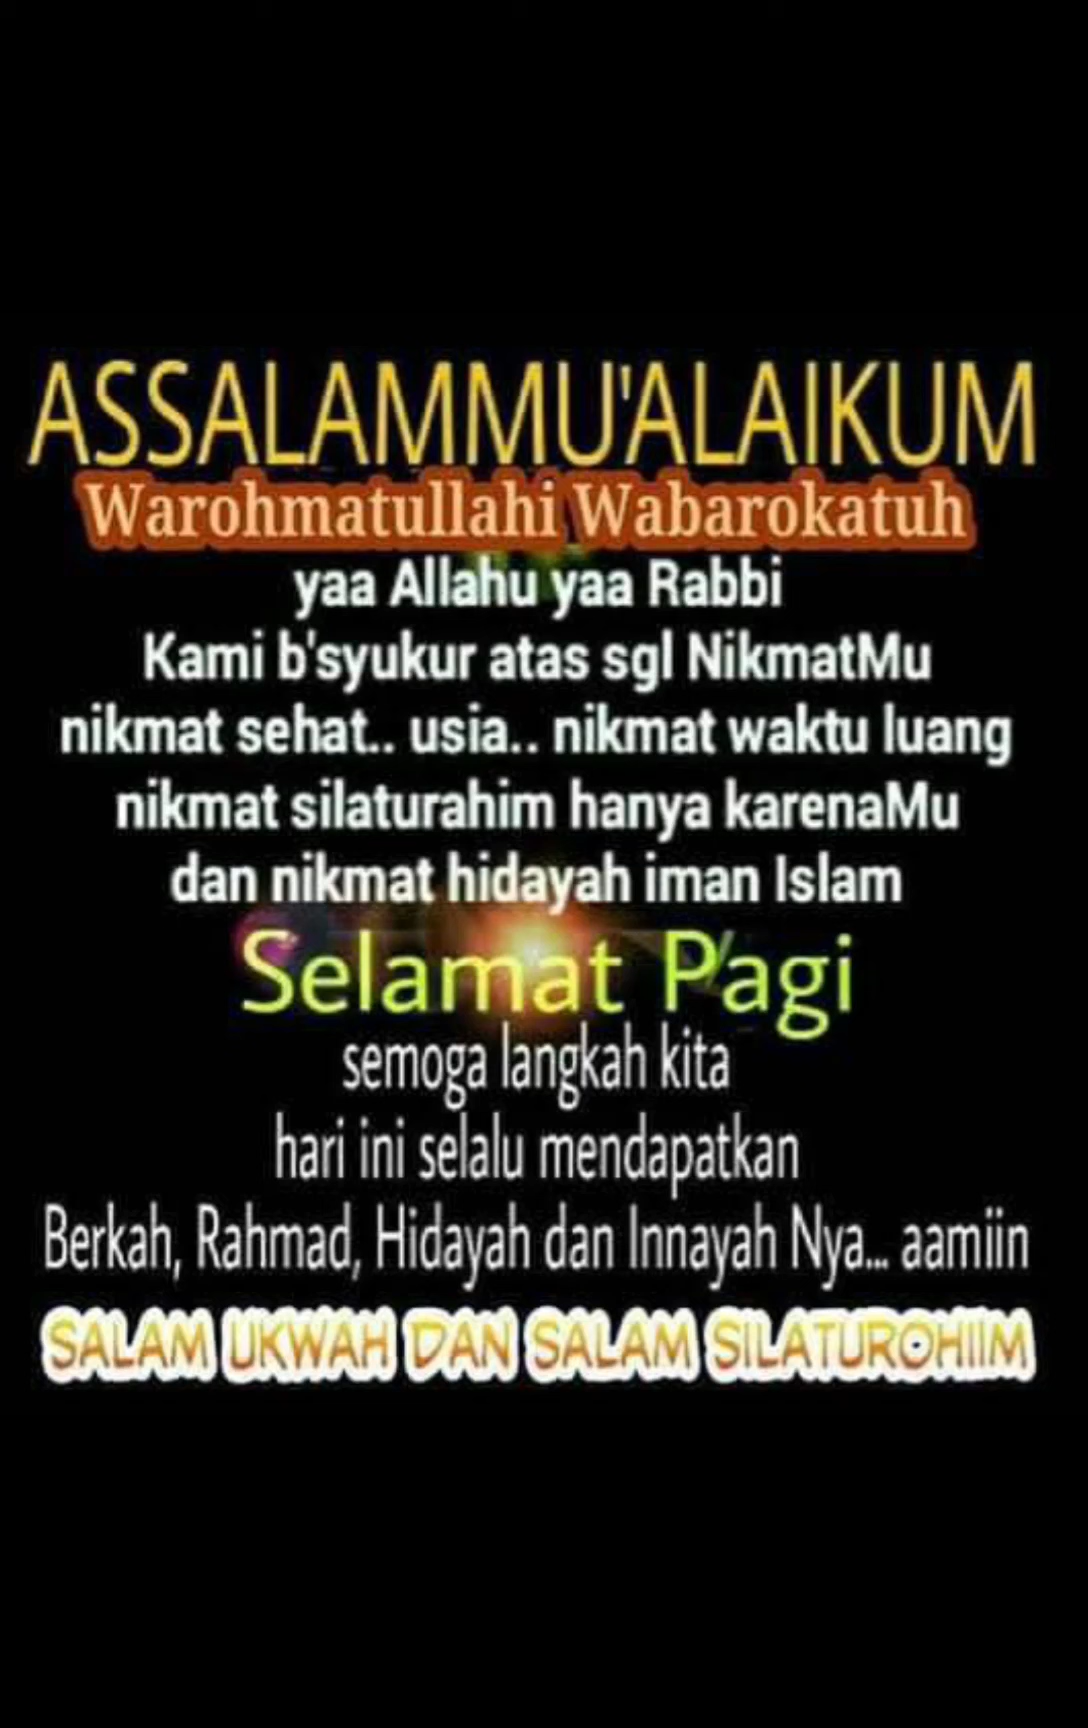 ASSALAMMU'ALAIKUM
Warohmatullahi Wabarokatuh
yaa Allahu yaa Rabbi
Kami b'syukur atas sgl NikmatMu
nikmat sehat.. usia.. nikmat waktu luang
nikmat silaturahim hanya karenaMu
dan nikmat hidayah iman Islam
Selamat Pagi
semoga langkah kita
hari ini selalu mendapatkan
Berkah, Rahmad, Hidayah dan Innayah Nya... aamiin
SALAM UKWAH DAN SALAM SILATUROHIIM